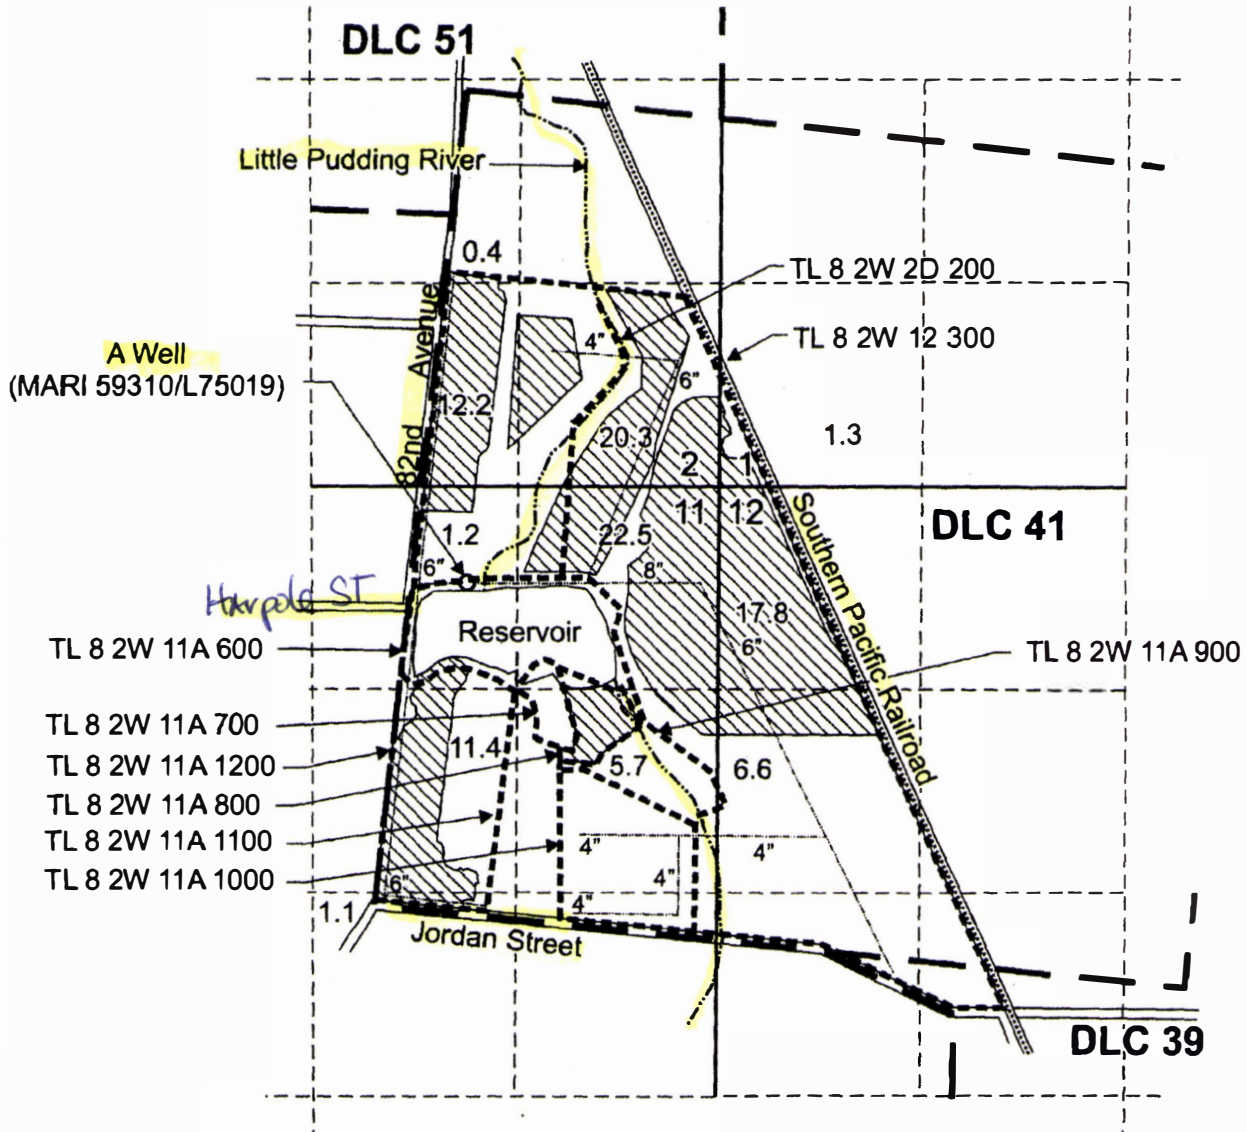 DLC 51
Little Pudding River
0.4
TL 8 2W 2D 200
82nd Avenue
4"
TL 8 2W 12 300
A Well
(MARI 59310/L75019)
6"
12.2
20.3
1.3
2 1
11 12
Southern Pacific Railroad
DLC 41
1.2
22.5
6"
8"
Harpole ST
17.8
Reservoir
6"
TL 8 2W 11A 600
TL 8 2W 11A 900
TL 8 2W 11A 700
11.4
TL 8 2W 11A 1200
5.7
6.6
TL 8 2W 11A 800
TL 8 2W 11A 1100
4"
4"
TL 8 2W 11A 1000
6"
4"
4"
1.1
Jordan Street
DLC 39